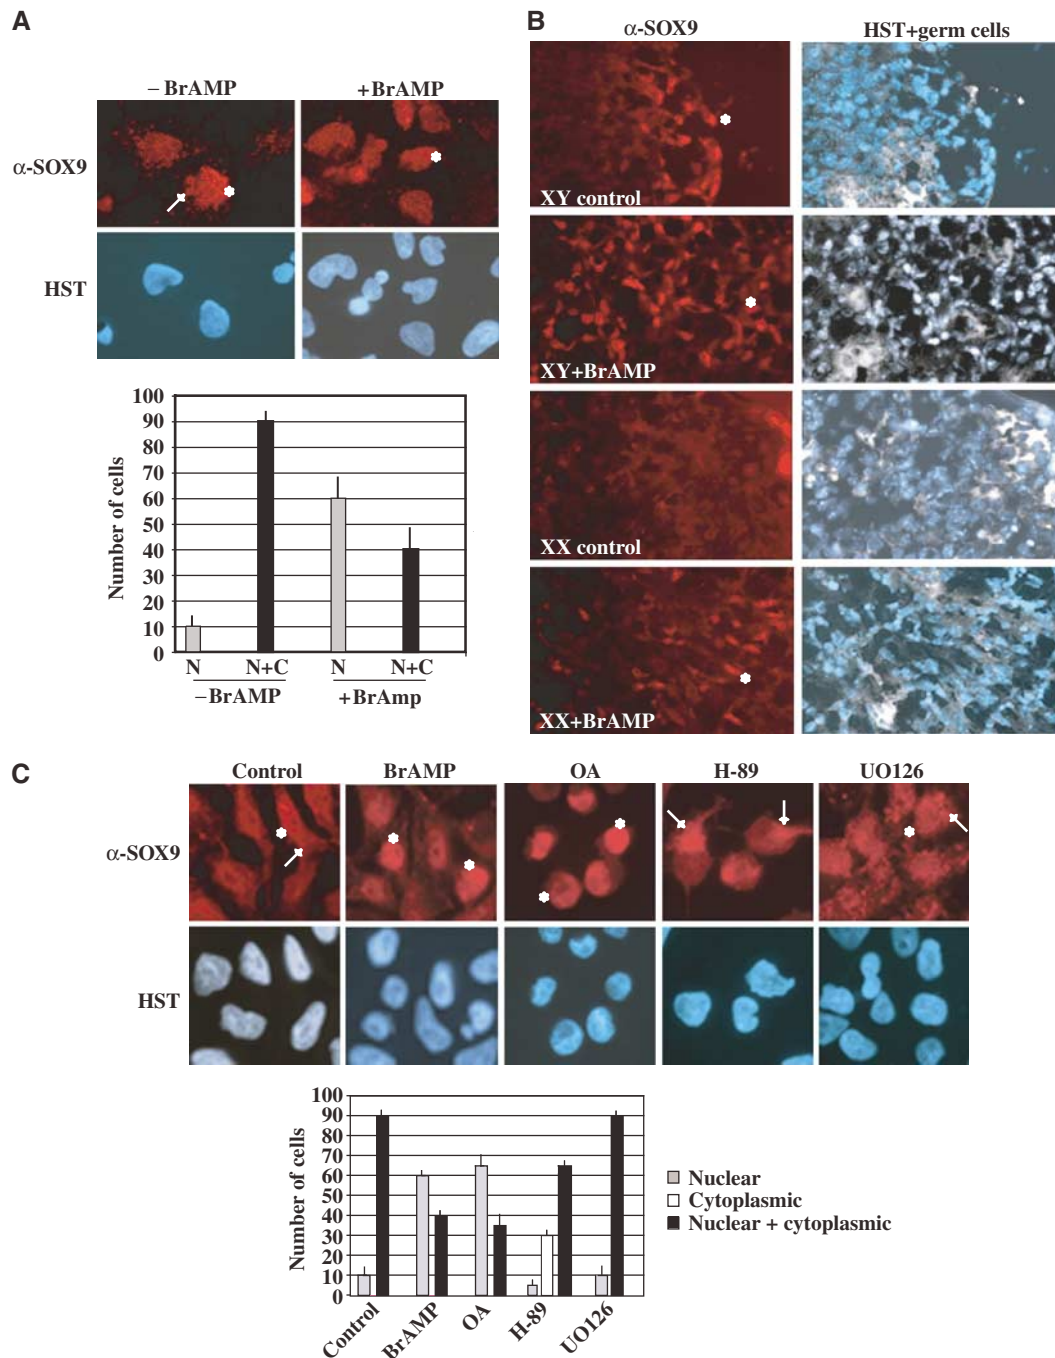 A
– BrAMP
+BrAMP
α-SOX9
HST
100
90
80
70
60
50
40
30
20
10
0
Number of cells
N
N+C
N
N+C
–BrAMP
+BrAmp
B
α-SOX9
HST+germ cells
XY control
XY+BrAMP
XX control
XX+BrAMP
C
Control
BrAMP
OA
H-89
UO126
α-SOX9
HST
100
90
80
70
60
50
40
30
20
10
0
Number of cells
Control
BrAMP
OA
H-89
UO126
Nuclear
Cytoplasmic
Nuclear + cytoplasmic